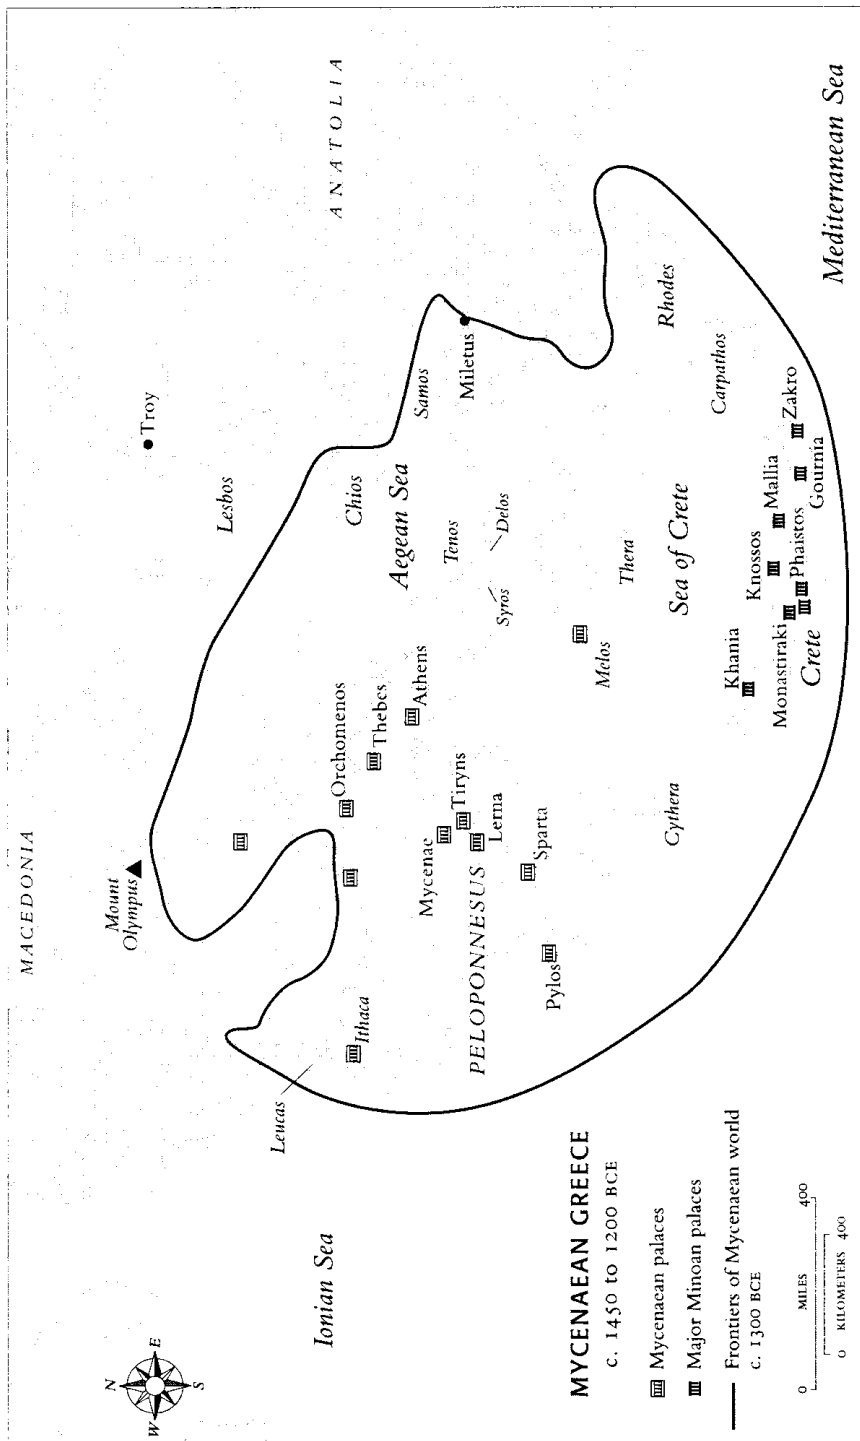 MACEDONIA
Mount
Olympus
Troy
ANATOLIA
Lesbos
Leucas
Ithaca
Orchomenos
Thebes
Chios
Aegean Sea
Ionian Sea
Athens
Samos
Mycenae
Tiryns
Lerna
Tenos
Miletus
PELOPONNESUS
Syros
Delos
Sparta
Pylos
Melos
Thera
Cythera
Sea of Crete
Rhodes
Carpathos
Khania
Knossos
Mallia
Monastiraki
Phaistos
Zakro
Gournia
Crete
Mediterranean Sea
N
W
E
S
MYCENAEAN GREECE
c. 1450 to 1200 BCE
Mycenaean palaces
Major Minoan palaces
Frontiers of Mycenaean world
c. 1300 BCE
0 MILES 400
0 KILOMETERS 400